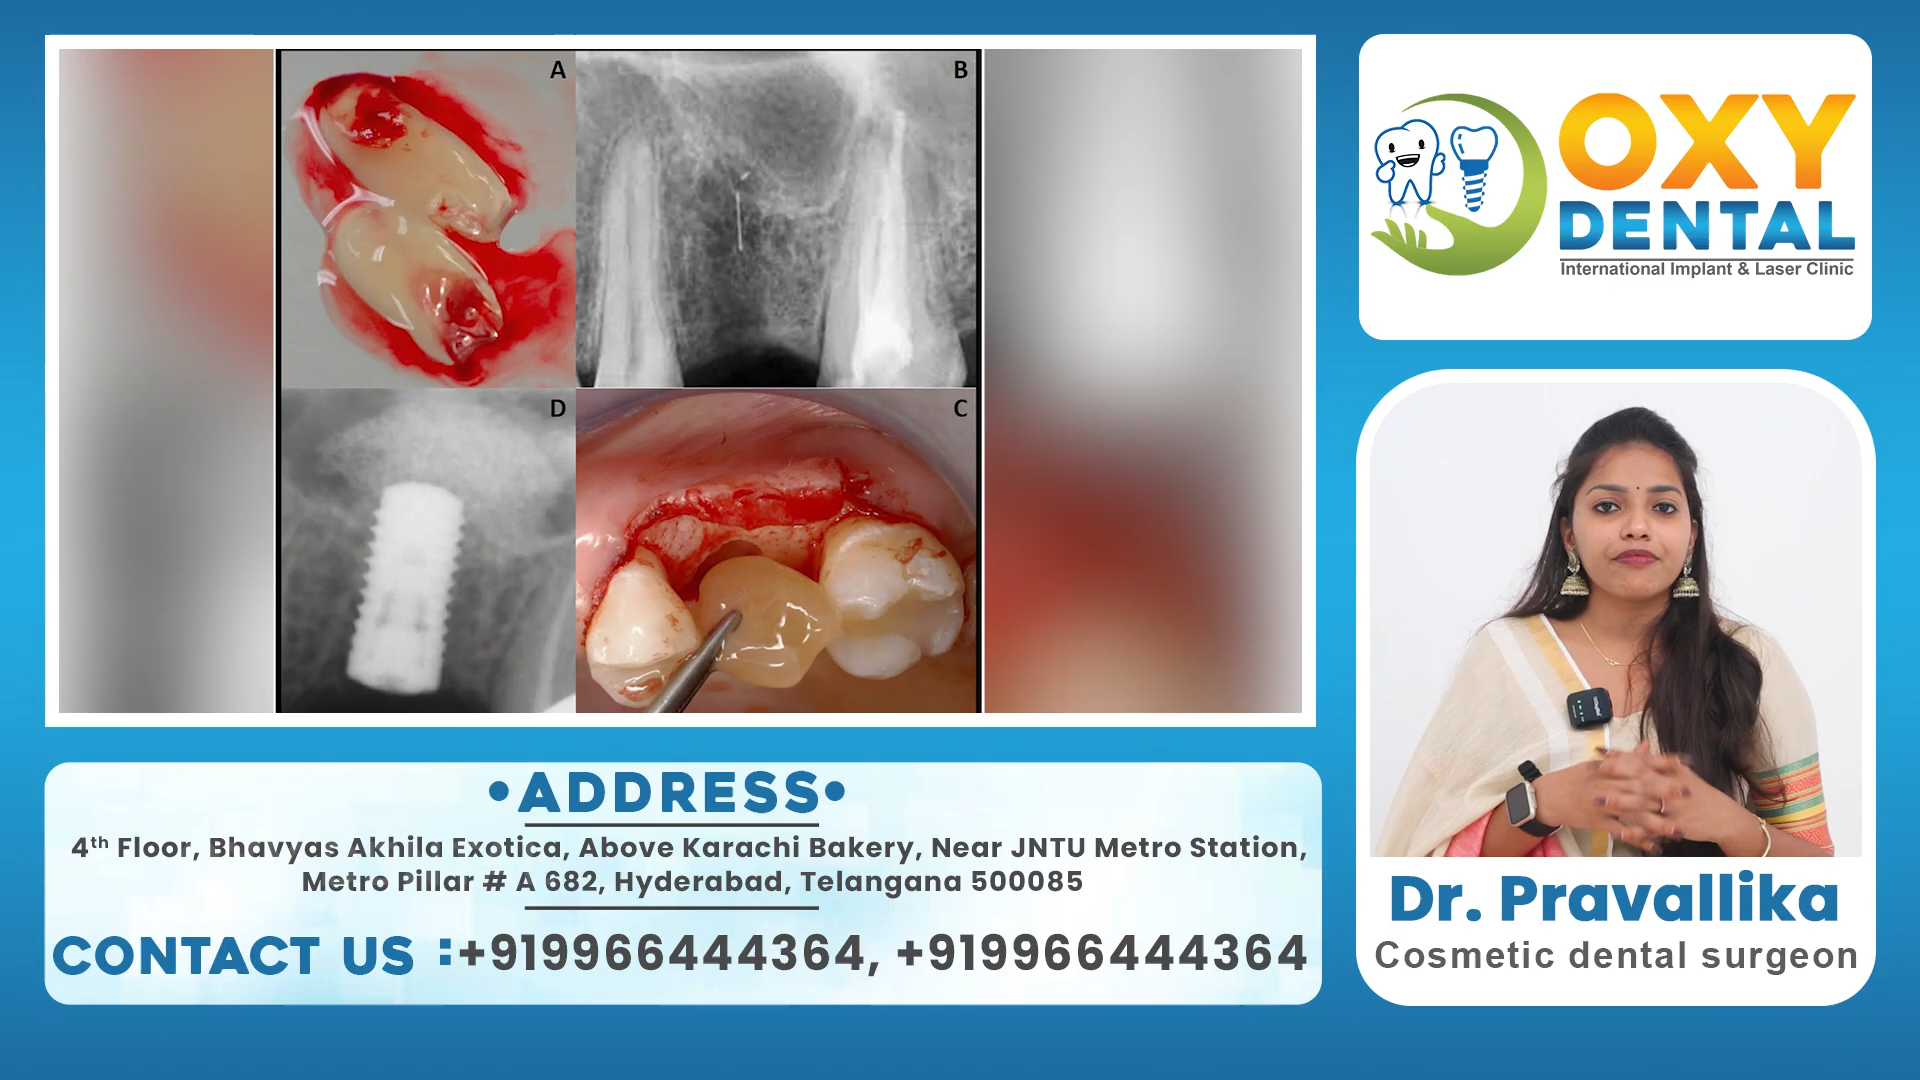 A
B
D
C
OXY
DENTAL
International Implant & Laser Clinic
•ADDRESS•
4th Floor, Bhavyas Akhila Exotica, Above Karachi Bakery, Near JNTU Metro Station,
Metro Pillar # A 682, Hyderabad, Telangana 500085
CONTACT US :+919966444364, +919966444364
Dr. Pravallika
Cosmetic dental surgeon